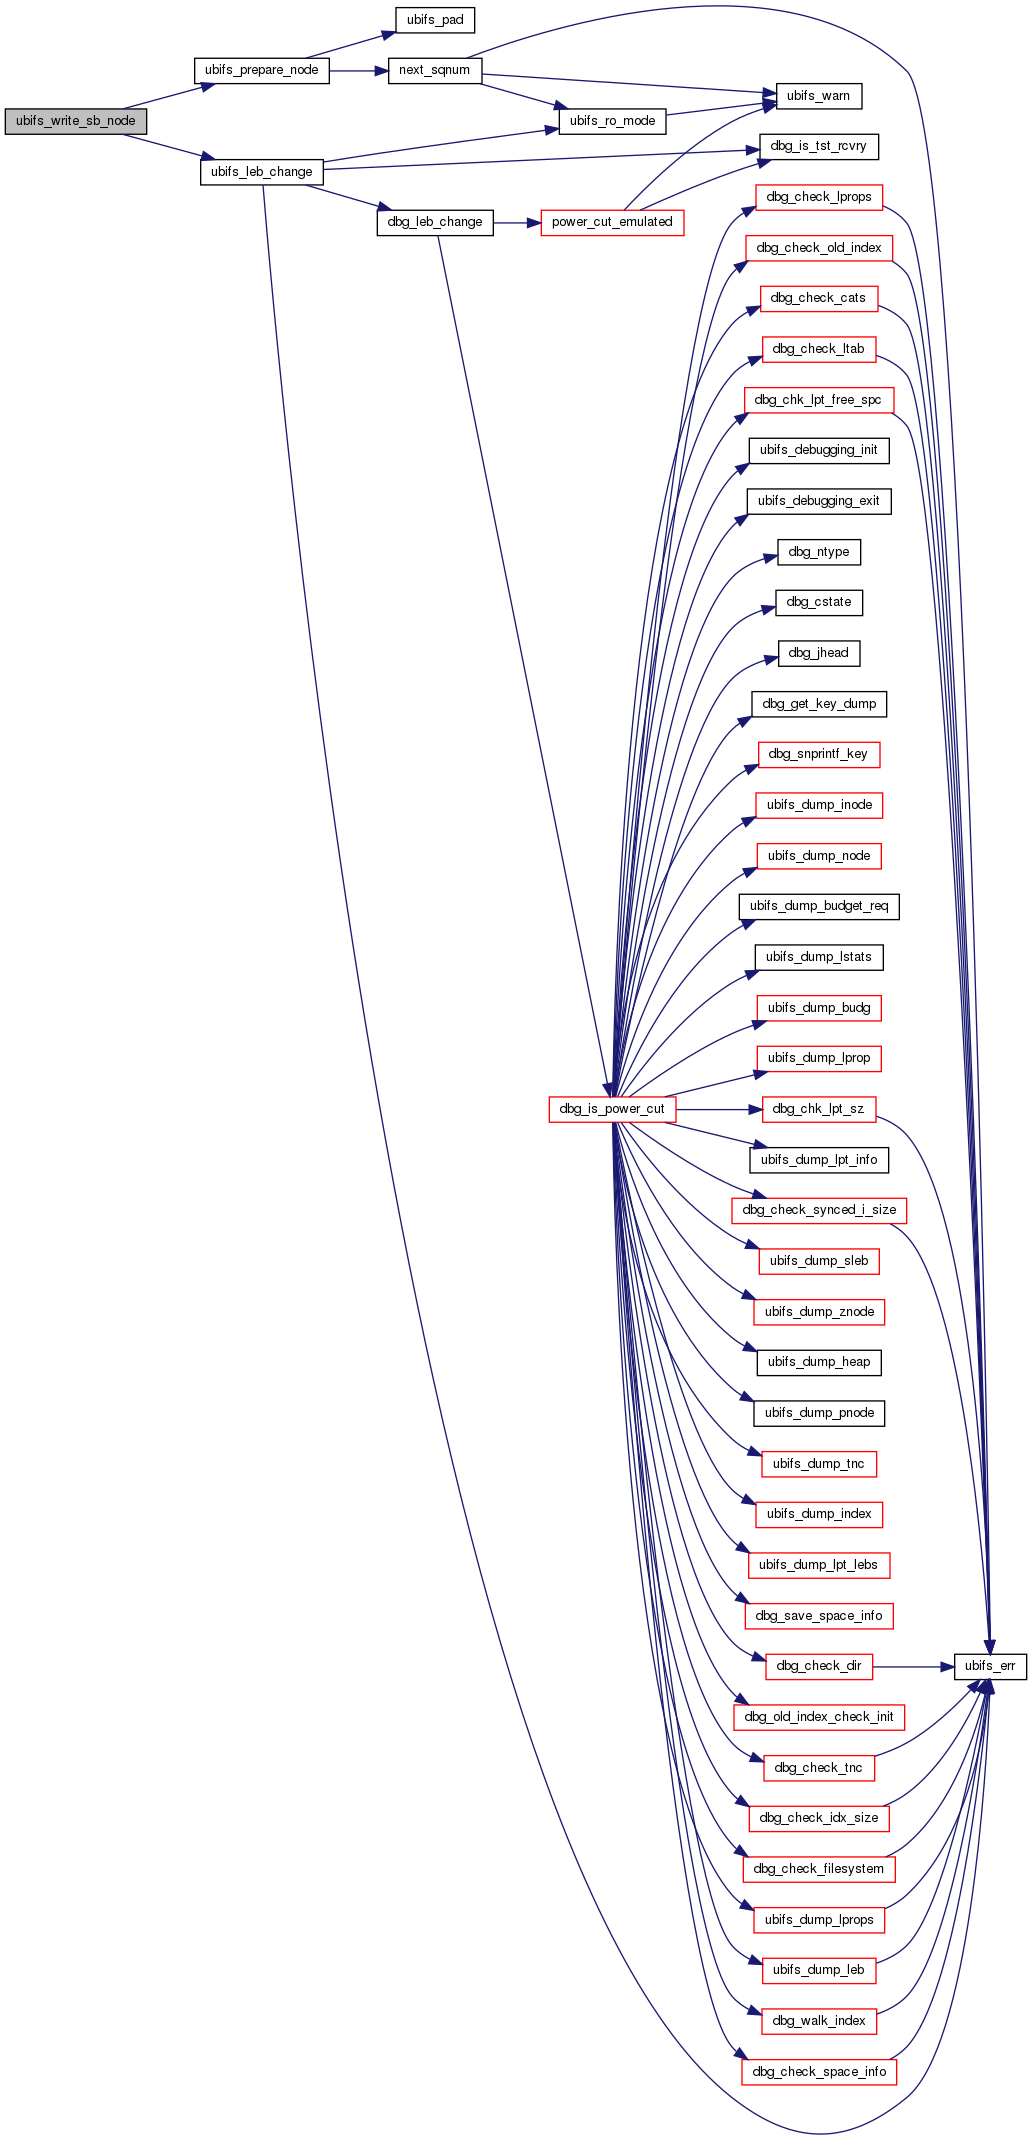 ubifs_pad
ubifs_prepare_node
next_sqnum
ubifs_warn
ubifs_write_sb_node
ubifs_ro_mode
dbg_is_tst_rcvry
ubifs_leb_change
dbg_check_lprops
dbg_leb_change
power_cut_emulated
dbg_check_old_index
dbg_check_cats
dbg_check_ltab
dbg_chk_lpt_free_spc
ubifs_debugging_init
ubifs_debugging_exit
dbg_ntype
dbg_cstate
dbg_jhead
dbg_get_key_dump
dbg_snprintf_key
ubifs_dump_inode
ubifs_dump_node
ubifs_dump_budget_req
ubifs_dump_lstats
ubifs_dump_budg
ubifs_dump_lprop
dbg_is_power_cut
dbg_chk_lpt_sz
ubifs_dump_lpt_info
dbg_check_synced_i_size
ubifs_dump_sleb
ubifs_dump_znode
ubifs_dump_heap
ubifs_dump_pnode
ubifs_dump_tnc
ubifs_dump_index
ubifs_dump_lpt_lebs
dbg_save_space_info
dbg_check_dir
ubifs_err
dbg_old_index_check_init
dbg_check_tnc
dbg_check_idx_size
dbg_check_filesystem
ubifs_dump_lprops
ubifs_dump_leb
dbg_walk_index
dbg_check_space_info